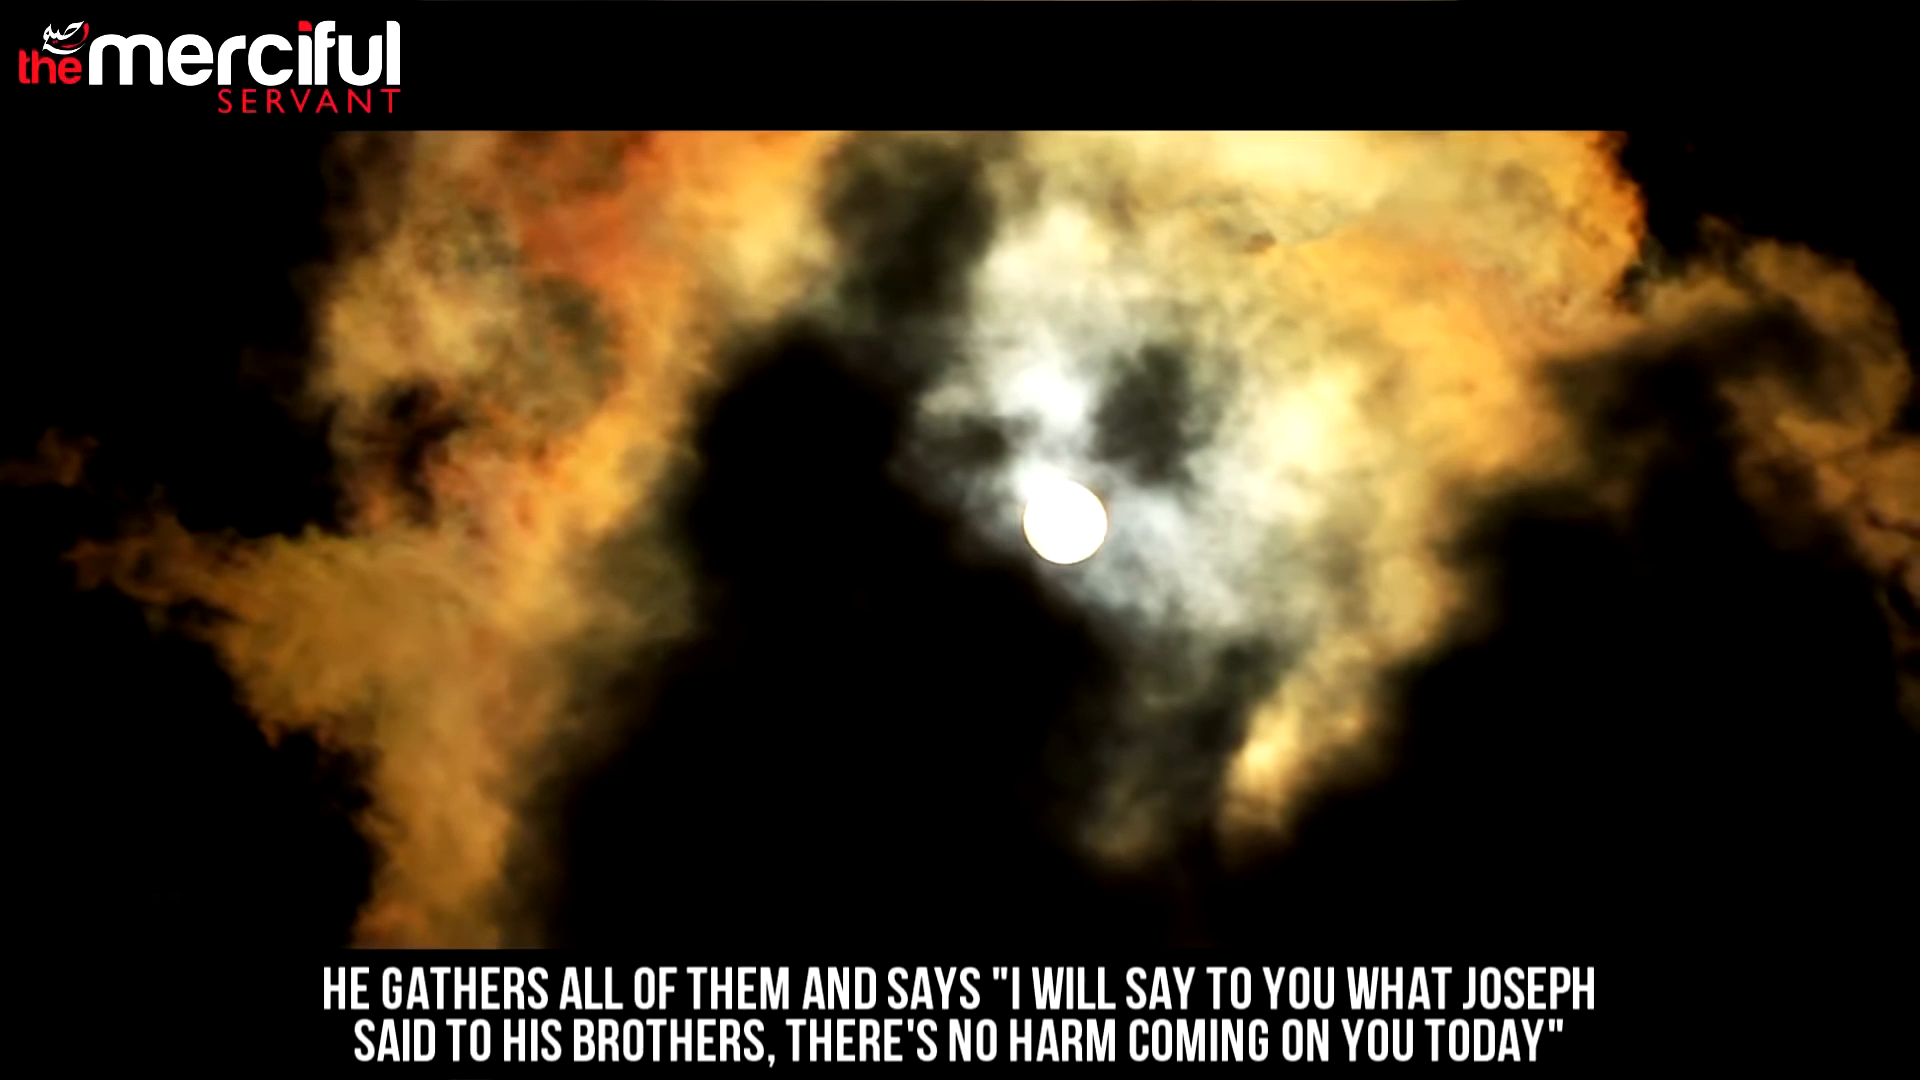 the merciful
SERVANT
HE GATHERS ALL OF THEM AND SAYS "I WILL SAY TO YOU WHAT JOSEPH
SAID TO HIS BROTHERS, THERE'S NO HARM COMING ON YOU TODAY"